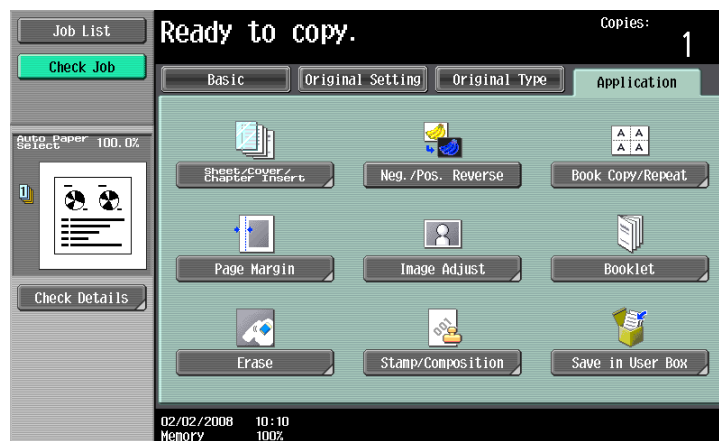 Job List
Check Job
Auto Paper
Select
100.0%
1
Check Details
Ready to copy.
Copies:
1
Basic
Original Setting
Original Type
Application
Sheet/Cover/
Chapter Insert
Neg./Pos. Reverse
A A
A A
Book Copy/Repeat
Page Margin
Image Adjust
Booklet
Erase
001
Stamp/Composition
Save in User Box
02/02/2008 10:10
Memory 100%